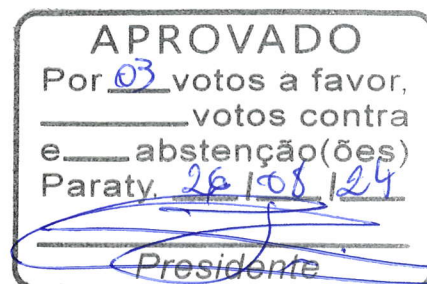 APROVADO
Por 03 votos a favor,
votos contra
e abstenção(ões)
Paraty, 26 / 08 / 24
Presidente